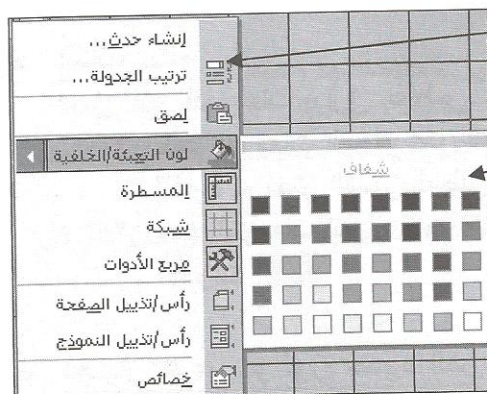 إنشاء حدث...
ترتيب الجدولة...
لصق
لون التعبئة/الخلفية
شفاف
المسطرة
شبكة
مربع الأدوات
رأس/تذييل الصفحة
رأس/تذييل النموذج
خصائص